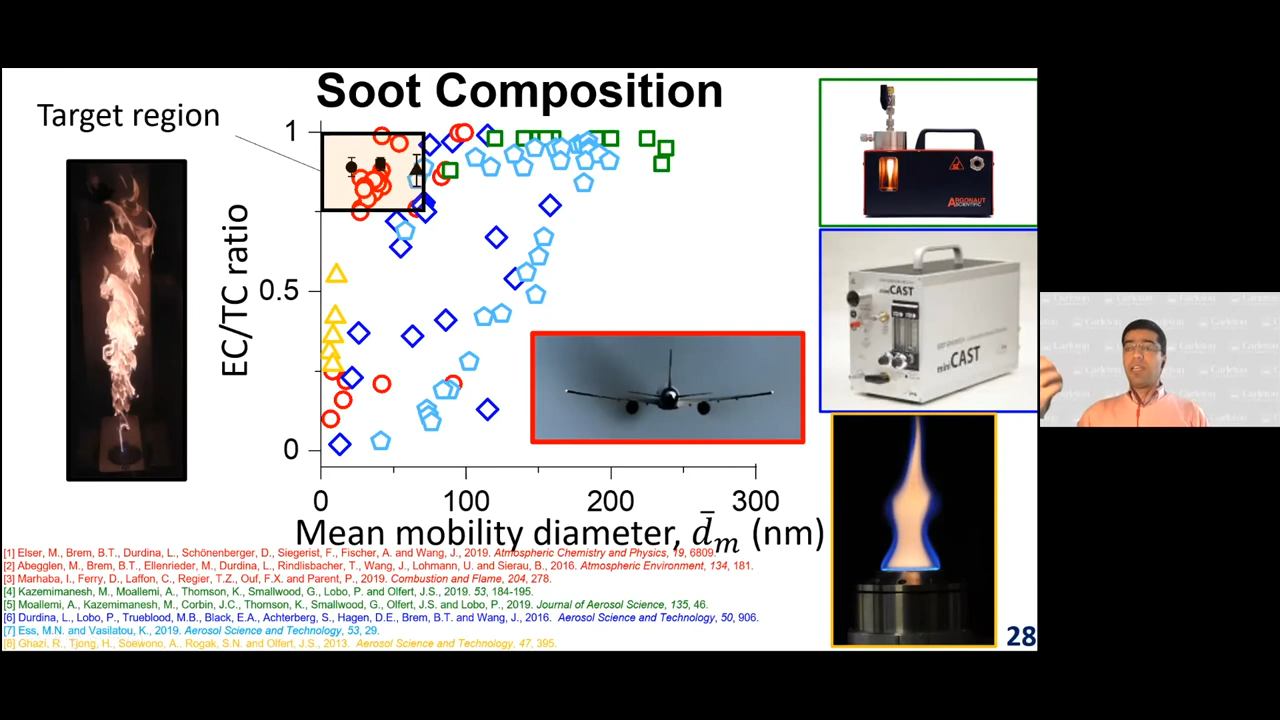 Soot Composition
Target region
EC/TC ratio
1
0.5
0
0
100
200
300
Mean mobility diameter, d̄m (nm)
ARGONAUT
SCIENTIFIC
miniCAST
miniCAST
Carleton
[1] Elser, M., Brem, B.T., Durdina, L., Schönenberger, D., Siegerist, F., Fischer, A. and Wang, J., 2019. Atmospheric Chemistry and Physics, 19, 6809.
[2] Abegglen, M., Brem, B.T., Ellenrieder, M., Durdina, L., Rindlisbacher, T., Wang, J., Lohmann, U. and Sierau, B., 2016. Atmospheric Environment, 134, 181.
[3] Marhaba, I., Ferry, D., Laffon, C., Regier, T.Z., Ouf, F.X. and Parent, P., 2019. Combustion and Flame, 204, 278.
[4] Kazemimanesh, M., Moallemi, A., Thomson, K., Smallwood, G., Lobo, P. and Olfert, J.S., 2019. 53, 184-195.
[5] Moallemi, A., Kazemimanesh, M., Corbin, J.C., Thomson, K., Smallwood, G., Olfert, J.S. and Lobo, P., 2019. Journal of Aerosol Science, 135, 46.
[6] Durdina, L., Lobo, P., Trueblood, M.B., Black, E.A., Achterberg, S., Hagen, D.E., Brem, B.T. and Wang, J., 2016. Aerosol Science and Technology, 50, 906.
[7] Ess, M.N. and Vasilatou, K., 2019. Aerosol Science and Technology, 53, 29.
[8] Ghazi, R., Tjong, H., Soewono, A., Rogak, S.N. and Olfert, J.S., 2013. Aerosol Science and Technology, 47, 395.
28